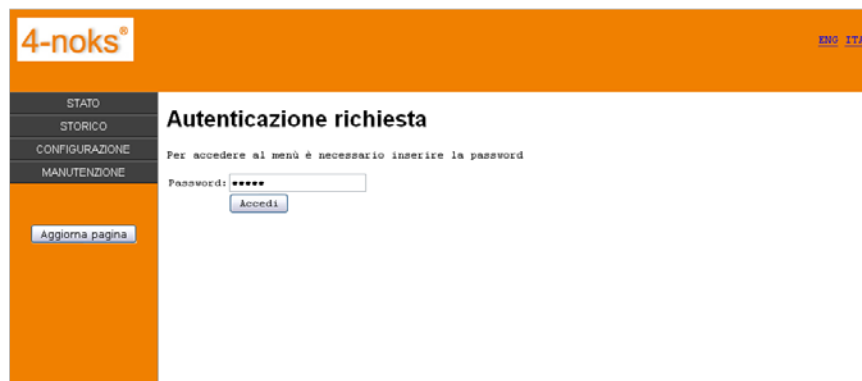 4-noks®
ENG ITA
STATO
STORICO
CONFIGURAZIONE
MANUTENZIONE
Aggiorna pagina
Autenticazione richiesta
Per accedere al menù è necessario inserire la password
Password: •••••
Accedi